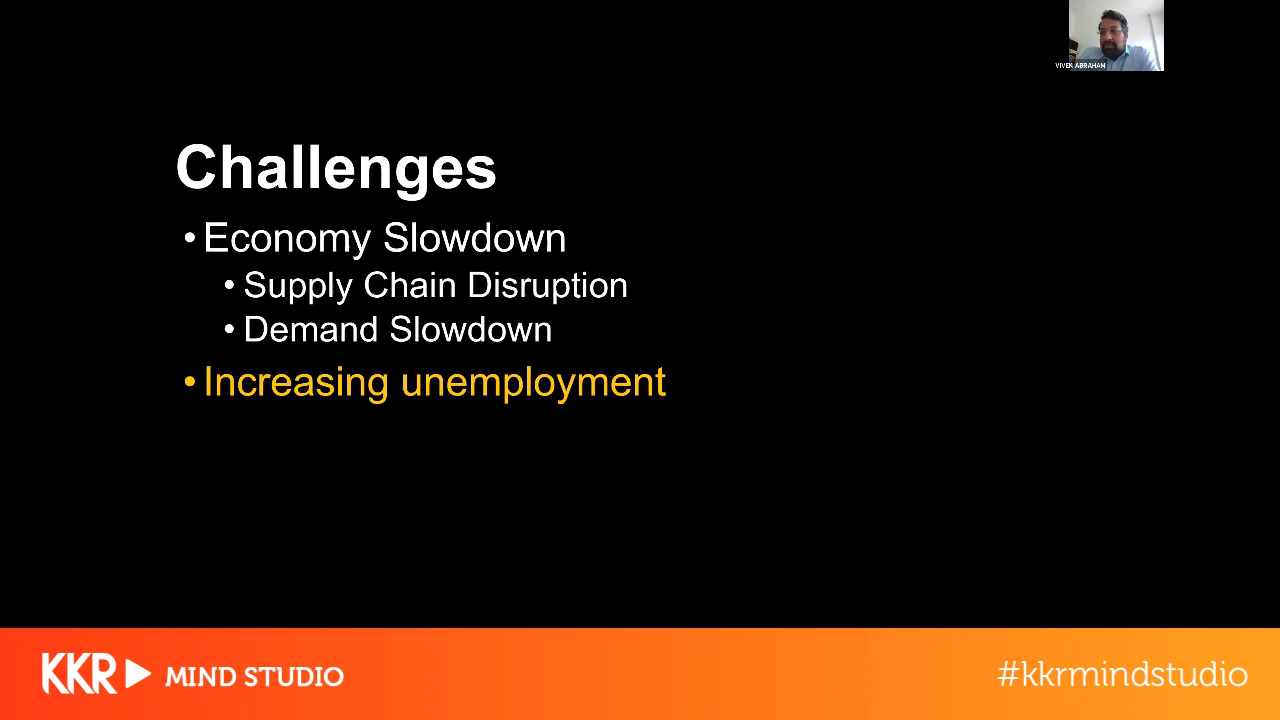 VIVEK ABRAHAM
Challenges
• Economy Slowdown
• Supply Chain Disruption
• Demand Slowdown
• Increasing unemployment
KKR MIND STUDIO
#kkrmindstudio